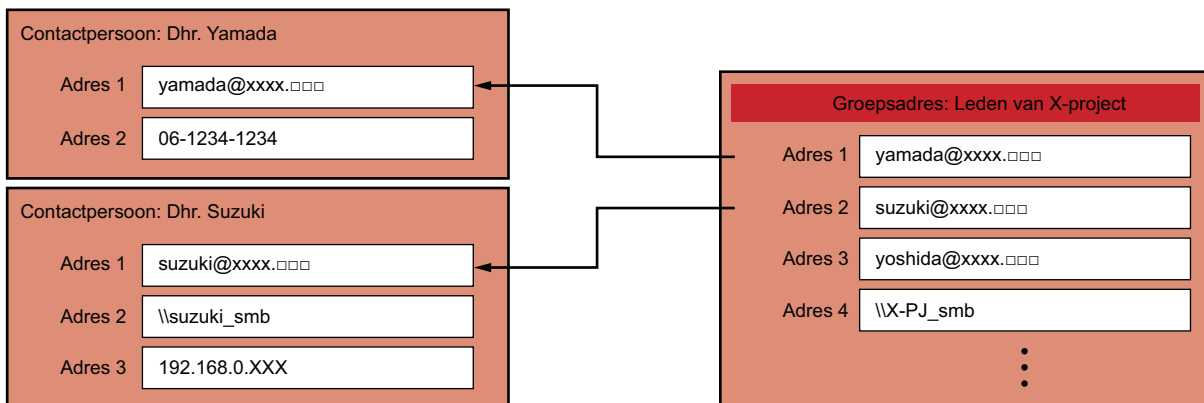 Contactpersoon: Dhr. Yamada
Adres 1 yamada@xxxx.□□□
Adres 2 06-1234-1234
Contactpersoon: Dhr. Suzuki
Adres 1 suzuki@xxxx.□□□
Adres 2 \\suzuki_smb
Adres 3 192.168.0.XXX
Groepsadres: Leden van X-project
Adres 1 yamada@xxxx.□□□
Adres 2 suzuki@xxxx.□□□
Adres 3 yoshida@xxxx.□□□
Adres 4 \\X-PJ_smb